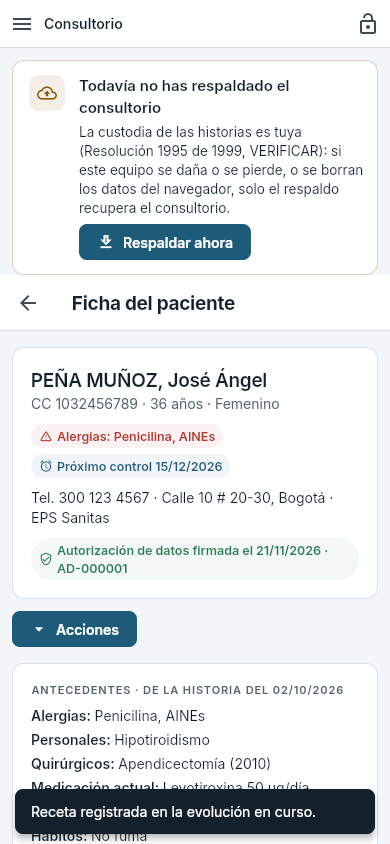 Consultorio
Todavía no has respaldado el
consultorio
La custodia de las historias es tuya
(Resolución 1995 de 1999, VERIFICAR): si
este equipo se daña o se pierde, o se borran
los datos del navegador, solo el respaldo
recupera el consultorio.
Respaldar ahora
Ficha del paciente
PEÑA MUÑOZ, José Ángel
CC 1032456789 · 36 años · Femenino
Alergias: Penicilina, AINEs
Próximo control 15/12/2026
Tel. 300 123 4567 · Calle 10 # 20-30, Bogotá ·
EPS Sanitas
Autorización de datos firmada el 21/11/2026 ·
AD-000001
Acciones
ANTECEDENTES · DE LA HISTORIA DEL 02/10/2026
Alergias: Penicilina, AINEs
Personales: Hipotiroidismo
Quirúrgicos: Apendicectomía (2010)
Medicación actual: Levotiroxina 50 µg/día
Receta registrada en la evolución en curso.
Hábitos: No fuma